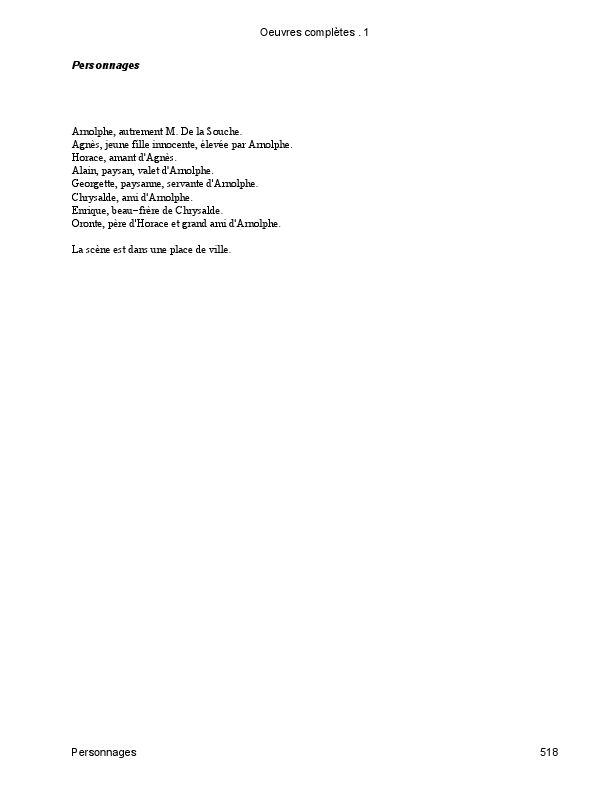 Oeuvres complètes . 1
Personnages
Arnolphe, autrement M. De la Souche.
Agnès, jeune fille innocente, élevée par Arnolphe.
Horace, amant d'Agnès.
Alain, paysan, valet d'Arnolphe.
Georgette, paysanne, servante d'Arnolphe.
Chrysalde, ami d'Arnolphe.
Enrique, beau−frère de Chrysalde.
Oronte, père d'Horace et grand ami d'Arnolphe.
La scène est dans une place de ville.
Personnages 518